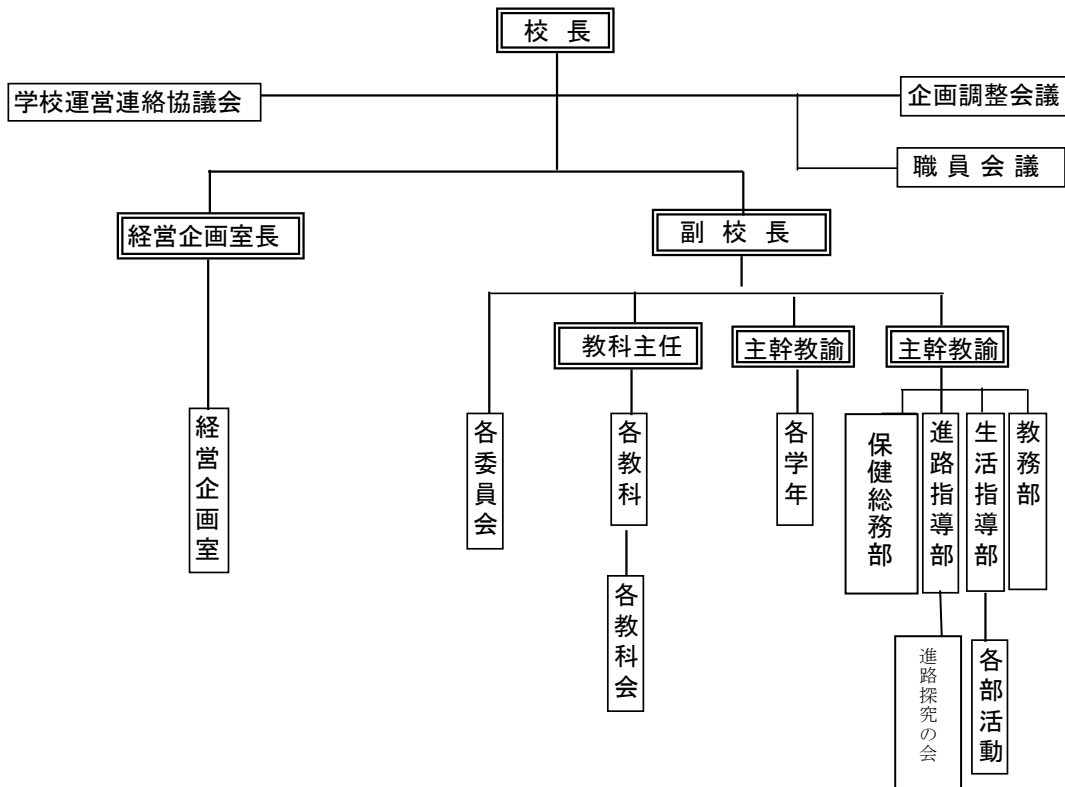 校 長
学校運営連絡協議会
企画調整会議
職 員 会 議
経営企画室長
副 校 長
教科主任
主幹教諭
主幹教諭
経営企画室
各委員会
各教科
各学年
保健総務部
進路指導部
生活指導部
教務部
各教科会
進路探究の会
各部活動